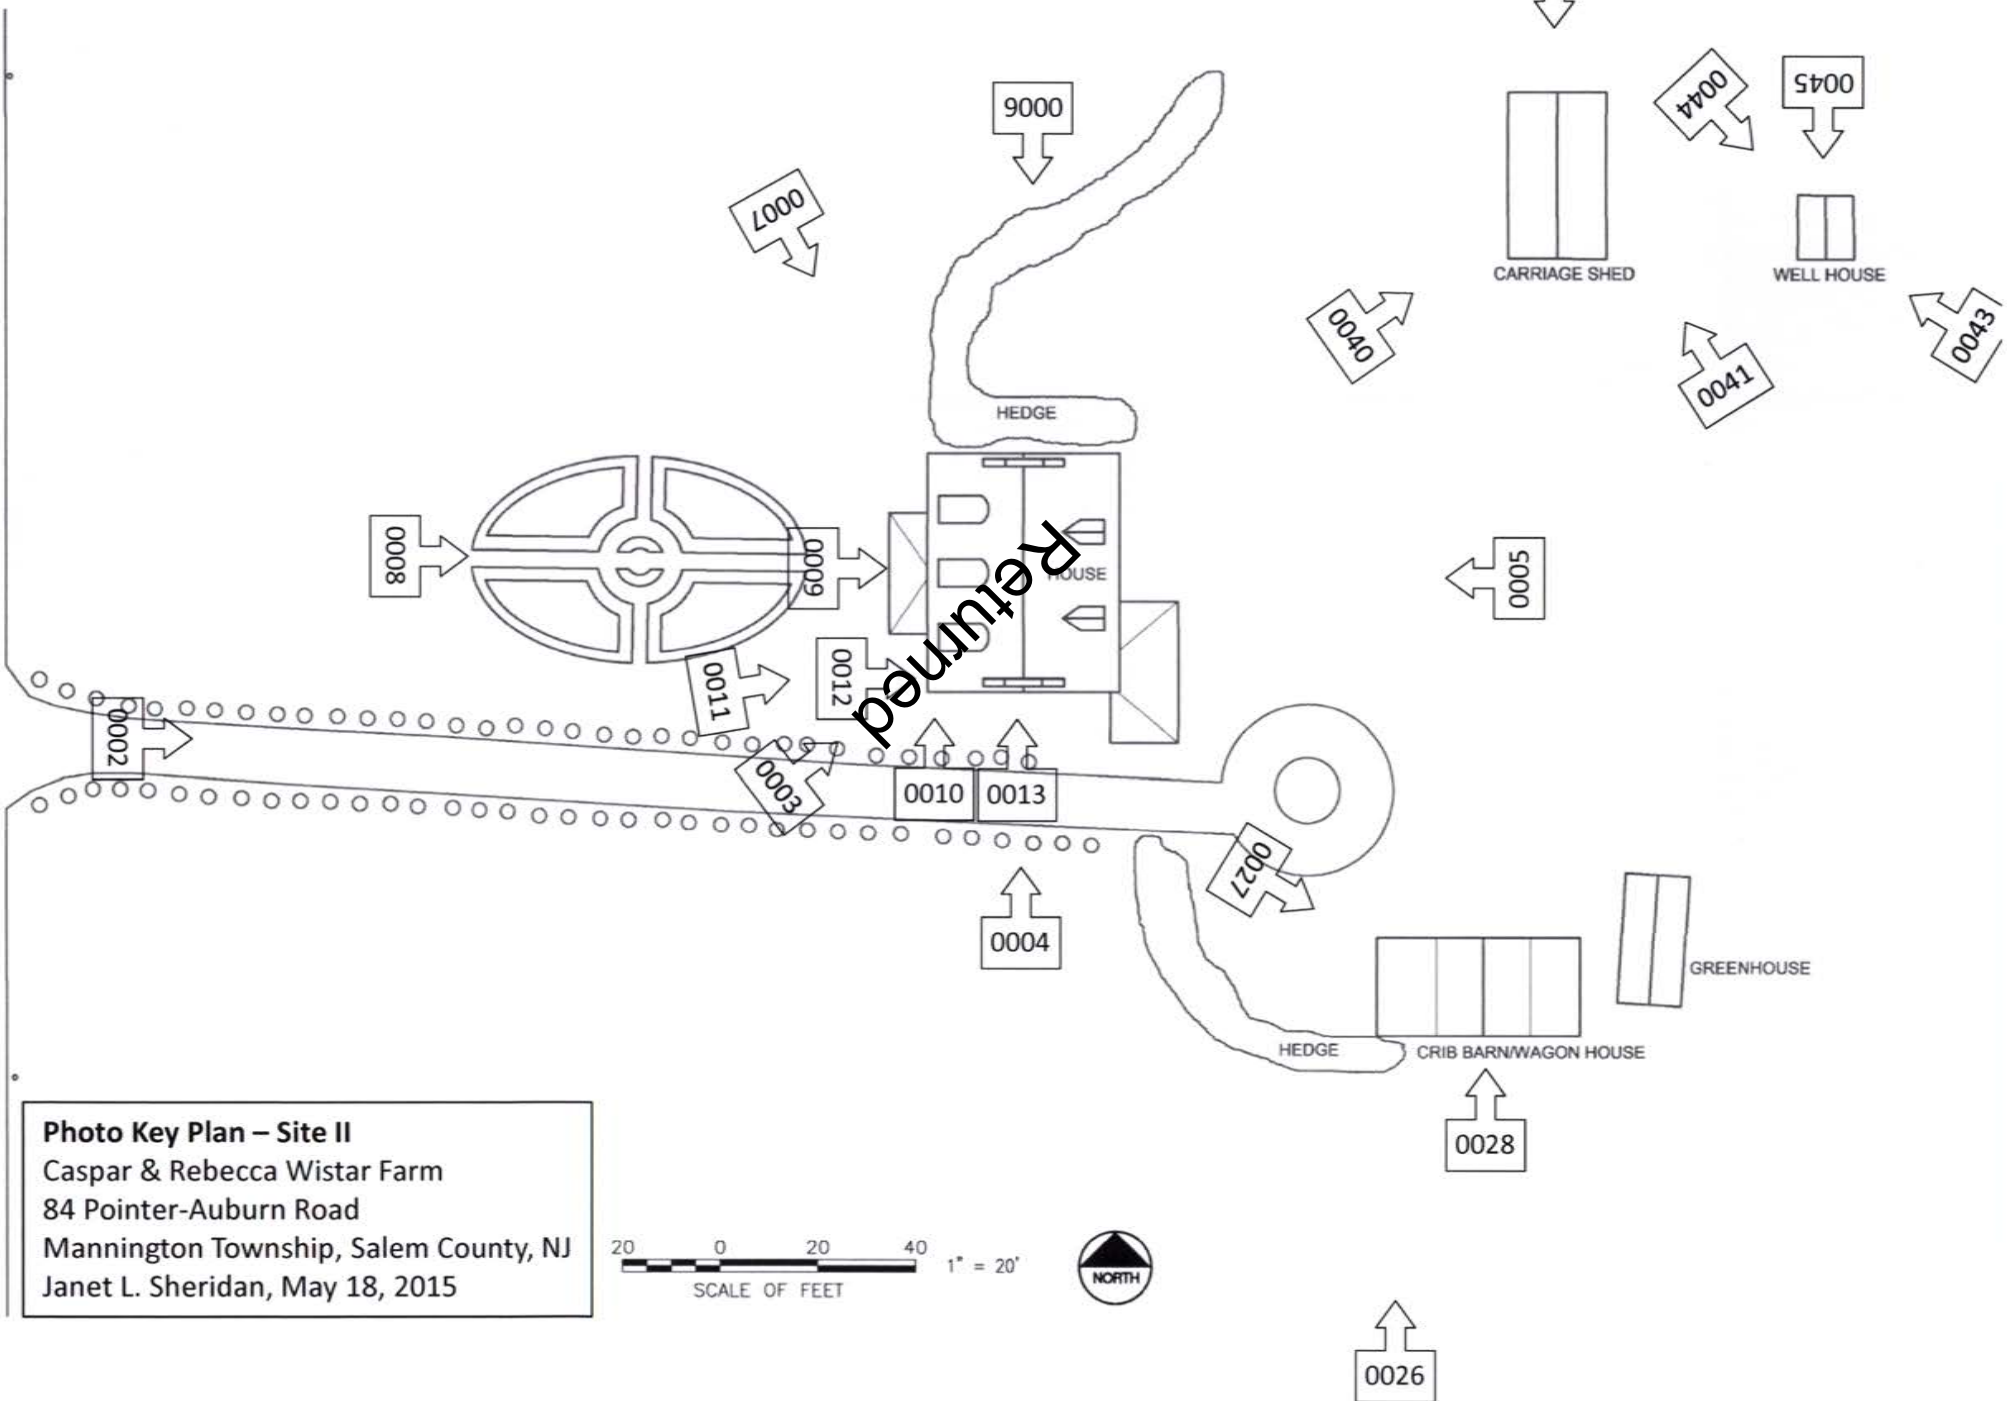 0044
0045
0006
0007
CARRIAGE SHED
WELL HOUSE
0040
0043
0041
HEDGE
0008
0009
HOUSE
0005
Returned
0011
0012
0002
0003
0010
0013
0027
0004
GREENHOUSE
HEDGE
CRIB BARN/WAGON HOUSE
0028
Photo Key Plan – Site II
Caspar & Rebecca Wistar Farm
84 Pointer-Auburn Road
Mannington Township, Salem County, NJ
Janet L. Sheridan, May 18, 2015
20 0 20 40 1" = 20'
SCALE OF FEET
NORTH
0026